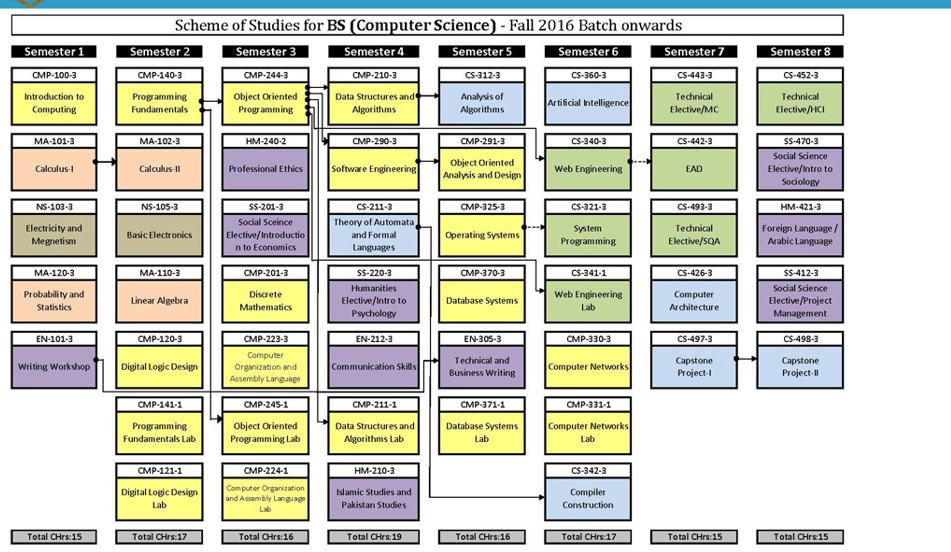 Scheme of Studies for BS (Computer Science) - Fall 2016 Batch onwards
Semester 1
CMP-100-3
Introduction to
Computing
MA-101-3
Calculus-I
NS-103-3
Electricity and
Megnetism
MA-120-3
Probability and
Statistics
EN-101-3
Writing Workshop
Total CHrs:15
Semester 2
CMP-140-3
Programming
Fundamentals
MA-102-3
Calculus-II
NS-105-3
Basic Electronics
MA-110-3
Linear Algebra
CMP-120-3
Digital Logic Design
CMP-141-1
Programming
Fundamentals Lab
CMP-121-1
Digital Logic Design
Lab
Total CHrs:17
Semester 3
CMP-244-3
Object Oriented
Programming
HM-240-2
Professional Ethics
SS-201-3
Social Sceince
Elective/Introductio
n to Economics
CMP-201-3
Discrete
Mathematics
CMP-223-3
Computer
Organization and
Assembly Language
CMP-245-1
Object Oriented
Programming Lab
CMP-224-1
Computer Organization
and Assembly Language
Lab
Total CHrs:16
Semester 4
CMP-210-3
Data Structures and
Algorithms
CMP-290-3
Software Engineering
CS-211-3
Theory of Automata
and Formal
Languages
SS-220-3
Humanities
Elective/Intro to
Psychology
EN-212-3
Communication Skills
CMP-211-1
Data Structures and
Algorithms Lab
HM-210-3
Islamic Studies and
Pakistan Studies
Total CHrs:19
Semester 5
CS-312-3
Analysis of
Algorithms
CMP-291-3
Object Oriented
Analysis and Design
CMP-325-3
Operating Systems
CMP-370-3
Database Systems
EN-305-3
Technical and
Business Writing
CMP-371-1
Database Systems
Lab
Total CHrs:16
Semester 6
CS-360-3
Artificial Intelligence
CS-340-3
Web Engineering
CS-321-3
System
Programming
CS-341-1
Web Engineering
Lab
CMP-330-3
Computer Networks
CMP-331-1
Computer Networks
Lab
CS-342-3
Compiler
Construction
Total CHrs:17
Semester 7
CS-443-3
Technical
Elective/MC
CS-442-3
EAD
CS-493-3
Technical
Elective/SQA
CS-426-3
Computer
Architecture
CS-497-3
Capstone
Project-I
Total CHrs:15
Semester 8
CS-452-3
Technical
Elective/HCI
SS-470-3
Social Science
Elective/Intro to
Sociology
HM-421-3
Foreign Language /
Arabic Language
SS-412-3
Social Science
Elective/Project
Management
CS-498-3
Capstone
Project-II
Total CHrs:15